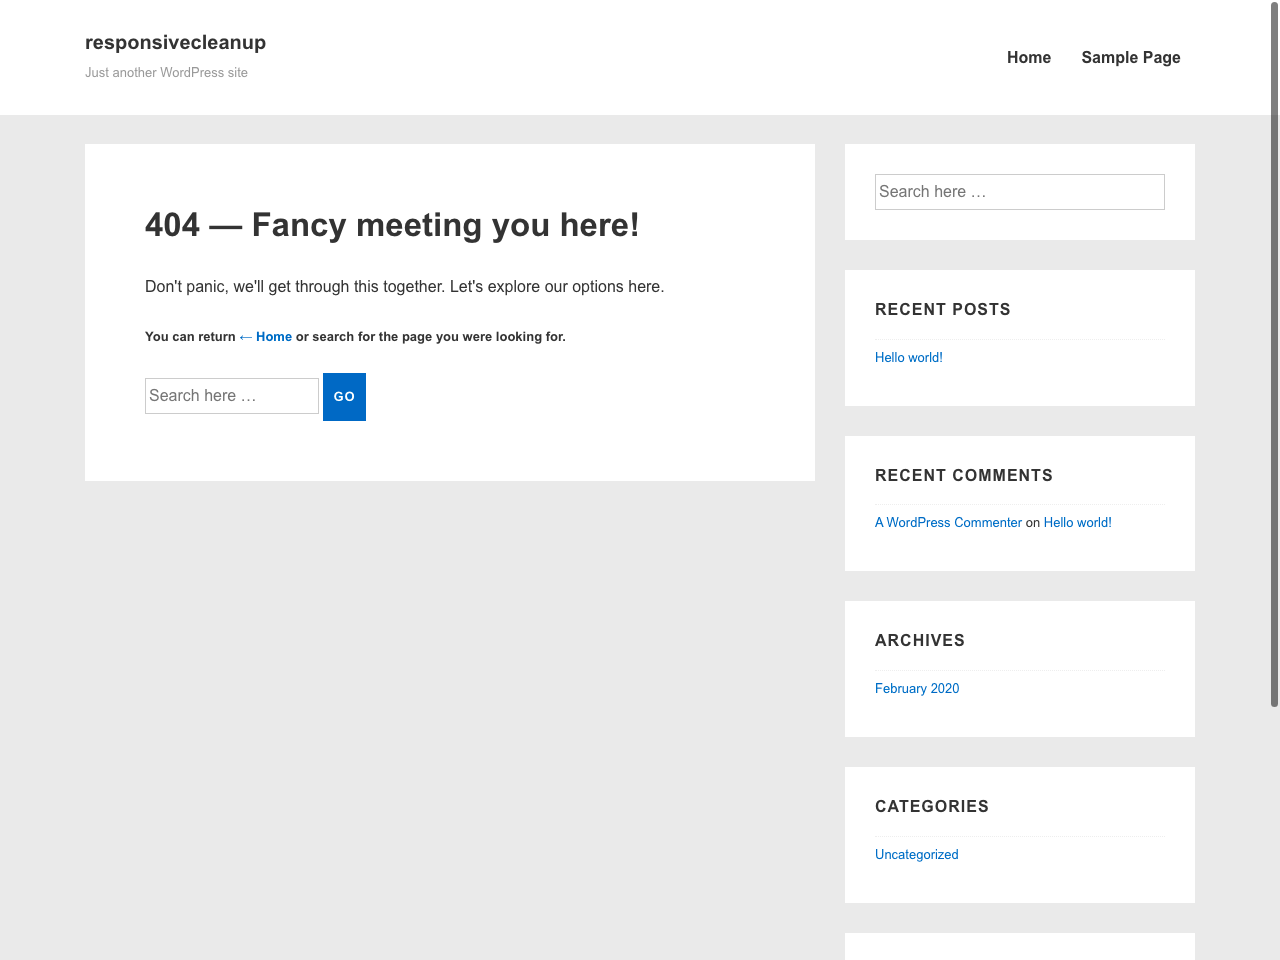 responsivecleanup
Just another WordPress site
Home
Sample Page
404 — Fancy meeting you here!
Don't panic, we'll get through this together. Let's explore our options here.
You can return ← Home or search for the page you were looking for.
Search here …
GO
Search here …
RECENT POSTS
Hello world!
RECENT COMMENTS
A WordPress Commenter on Hello world!
ARCHIVES
February 2020
CATEGORIES
Uncategorized